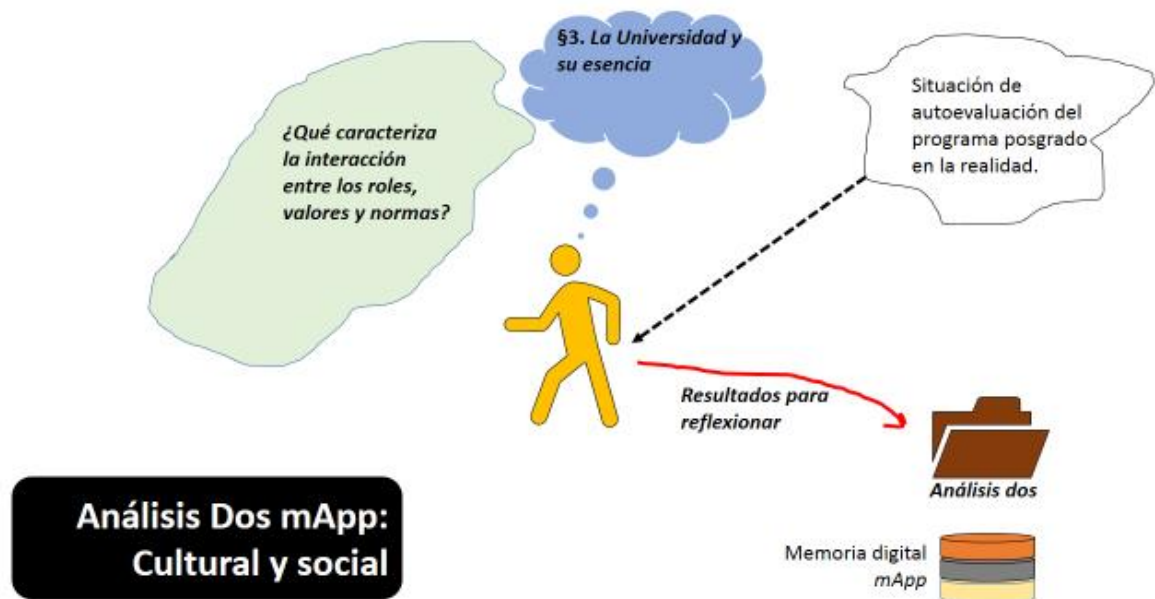 §3. La Universidad y
su esencia
¿Qué caracteriza
la interacción
entre los roles,
valores y normas?
Situación de
autoevaluación del
programa posgrado
en la realidad.
Resultados para
reflexionar
Análisis dos
Análisis Dos mApp:
Cultural y social
Memoria digital
mApp